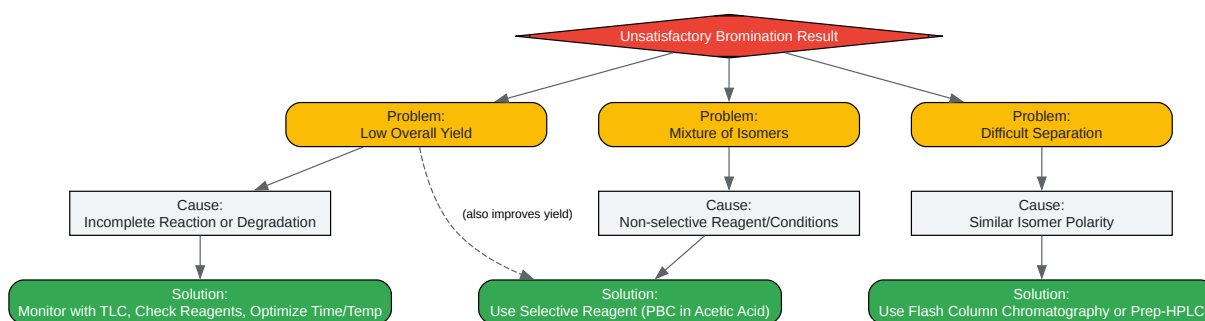 Unsatisfactory Bromination Result
Problem:
Low Overall Yield
Problem:
Mixture of Isomers
Problem:
Difficult Separation
Cause:
Incomplete Reaction or Degradation
(also improves yield)
Cause:
Non-selective Reagent/Conditions
Cause:
Similar Isomer Polarity
Solution:
Monitor with TLC, Check Reagents, Optimize Time/Temp
Solution:
Use Selective Reagent (PBC in Acetic Acid)
Solution:
Use Flash Column Chromatography or Prep-HPLC